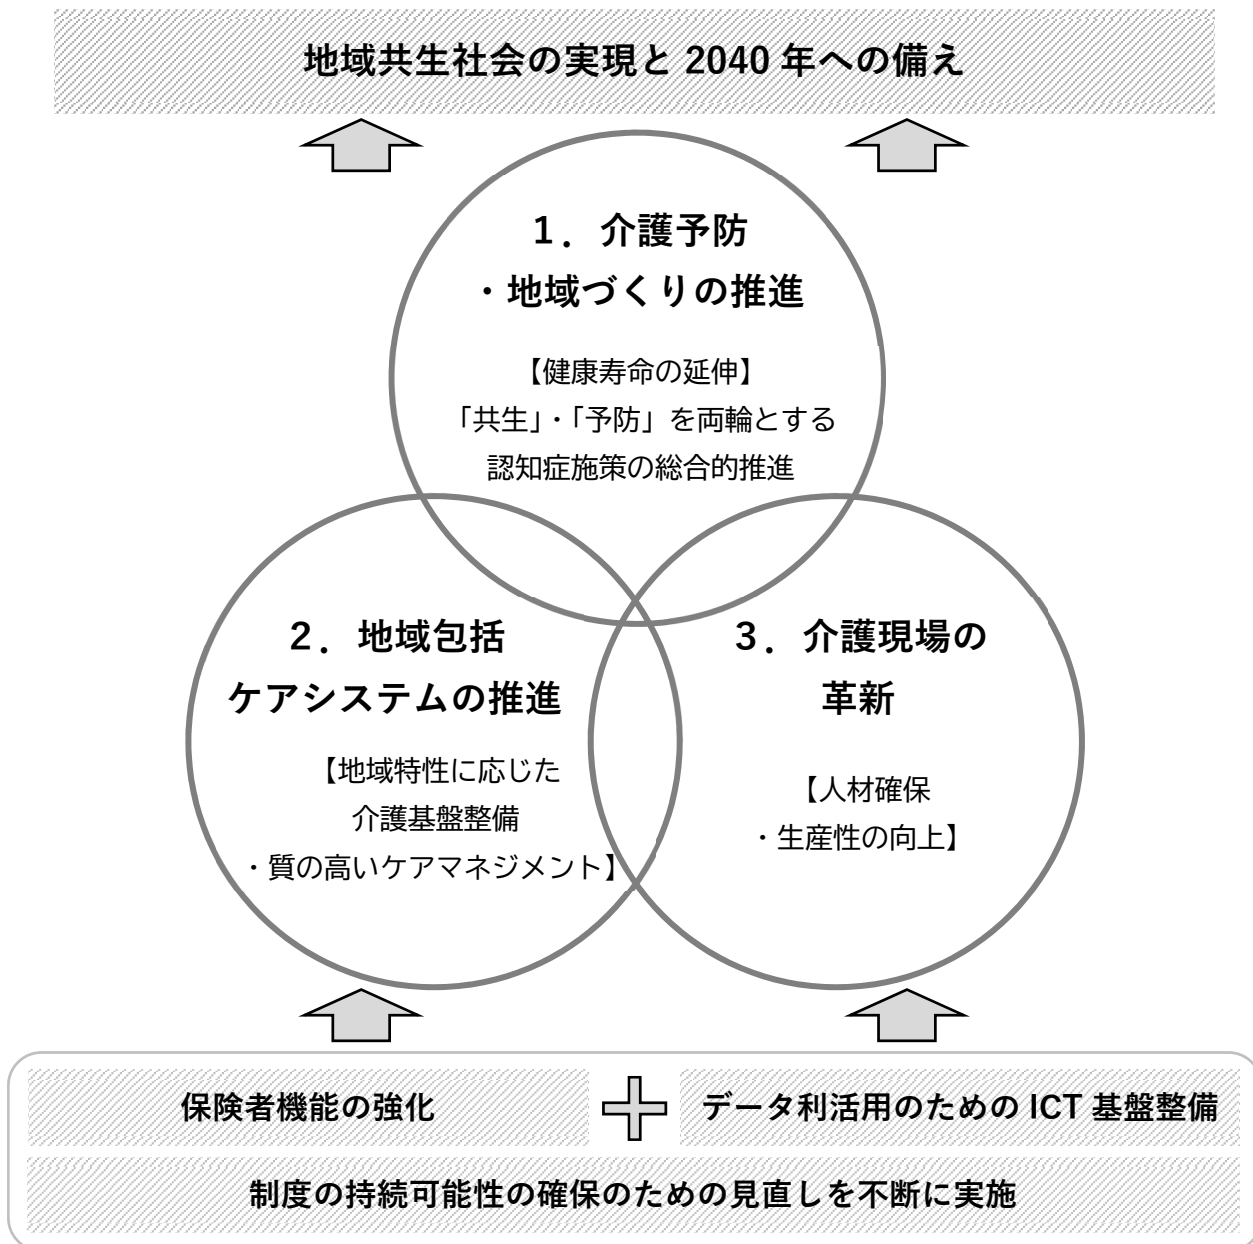 地域共生社会の実現と 2040 年への備え
1．介護予防
・地域づくりの推進
【健康寿命の延伸】
「共生」・「予防」を両輪とする
認知症施策の総合的推進
2．地域包括
ケアシステムの推進
【地域特性に応じた
介護基盤整備
・質の高いケアマネジメント】
3．介護現場の
革新
【人材確保
・生産性の向上】
保険者機能の強化
データ利活用のための ICT 基盤整備
制度の持続可能性の確保のための見直しを不断に実施